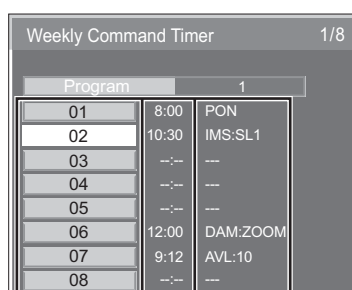 Weekly Command Timer 1/8
Program 1
01 8:00 PON
02 10:30 IMS:SL1
03 --:-- ---
04 --:-- ---
05 --:-- ---
06 12:00 DAM:ZOOM
07 9:12 AVL:10
08 --:-- ---